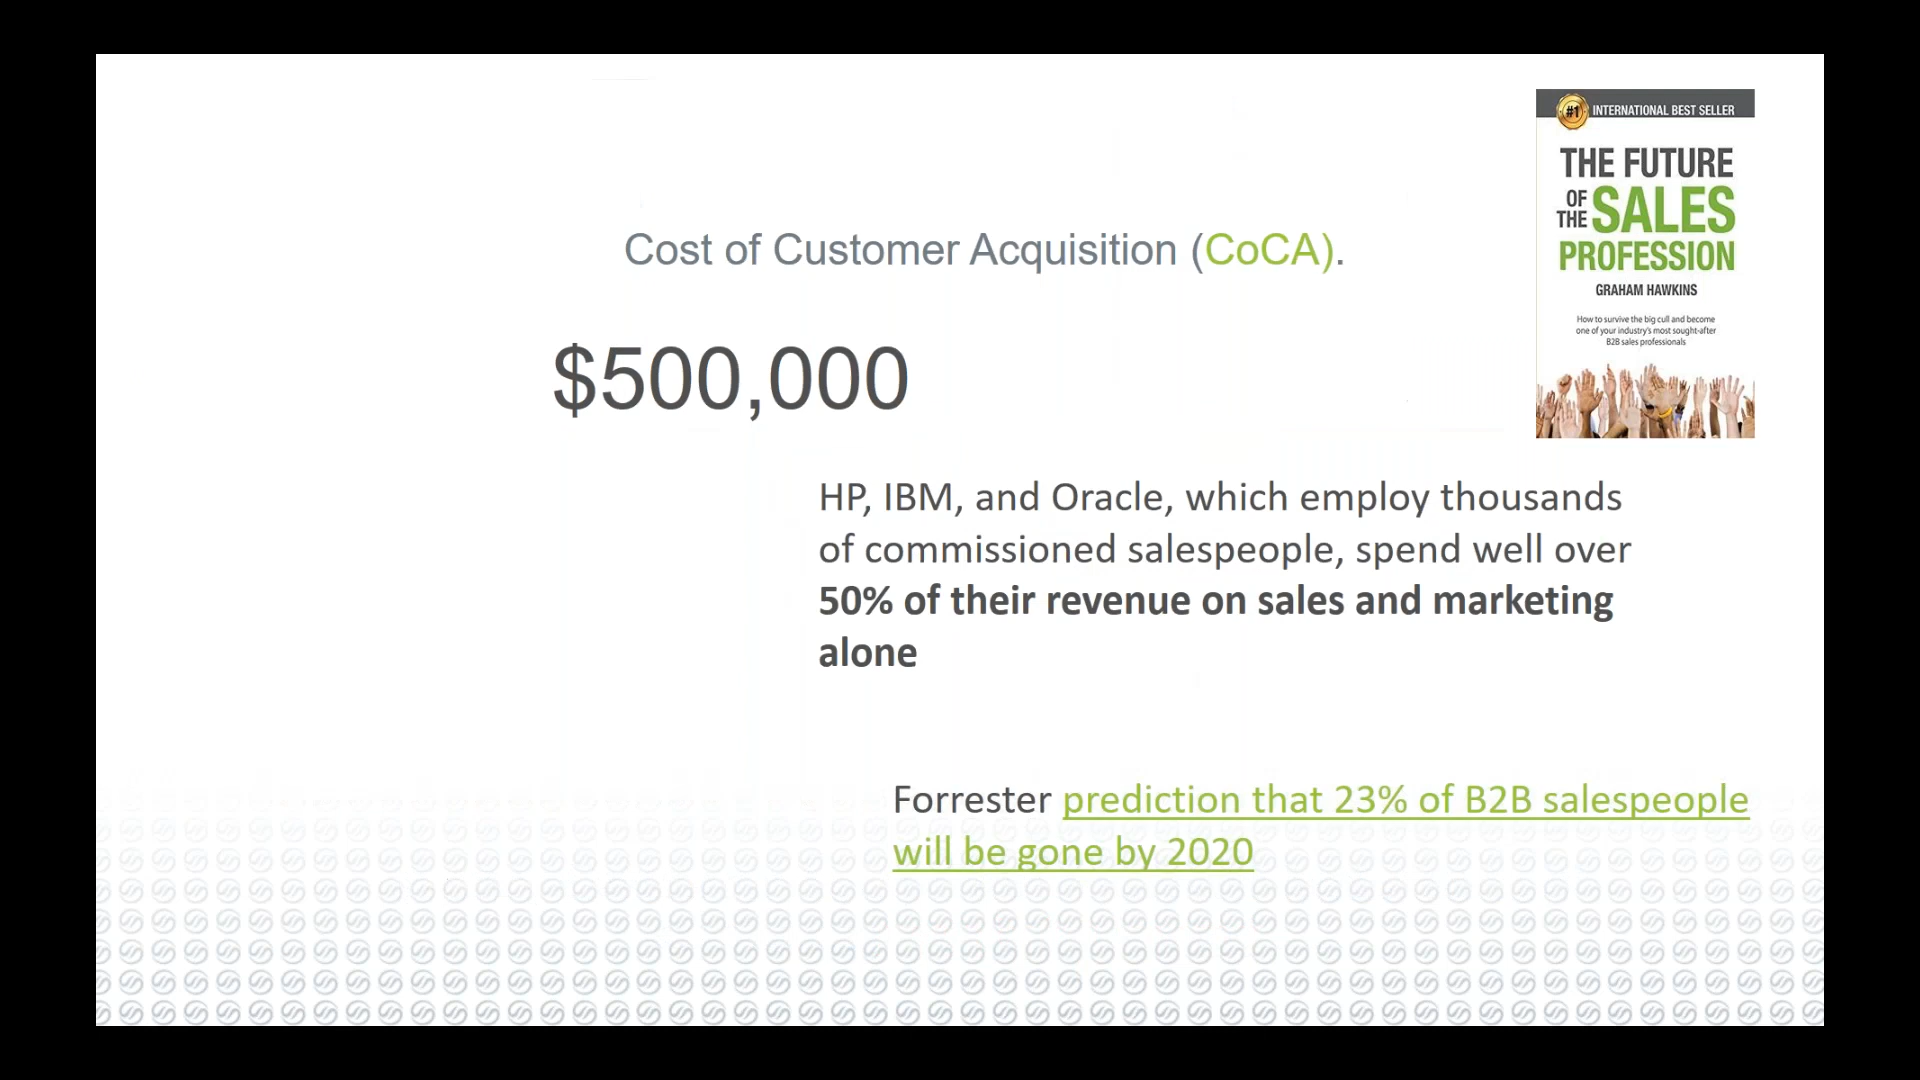 #1 INTERNATIONAL BEST SELLER
THE FUTURE
OF THE SALES
PROFESSION
GRAHAM HAWKINS
How to survive the big cull and become
one of your industry's most sought-after
B2B sales professionals
Cost of Customer Acquisition (CoCA).
$500,000
HP, IBM, and Oracle, which employ thousands
of commissioned salespeople, spend well over
50% of their revenue on sales and marketing
alone
Forrester prediction that 23% of B2B salespeople
will be gone by 2020